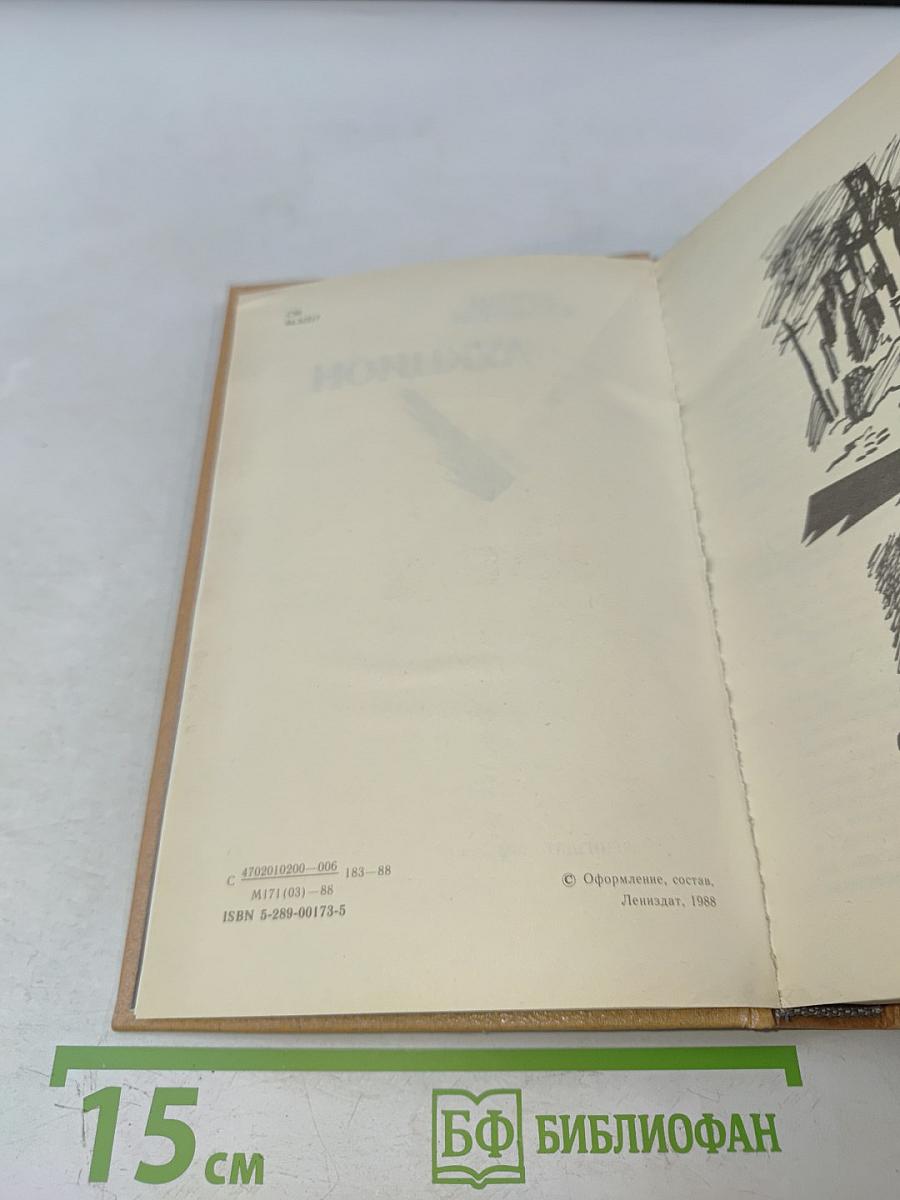 С 4702010200—006 183—88
М171(03)—88
ISBN 5-289-00173-5
© Оформление, состав,
Лениздат, 1988
15 см
БФ БИБЛИОФАН